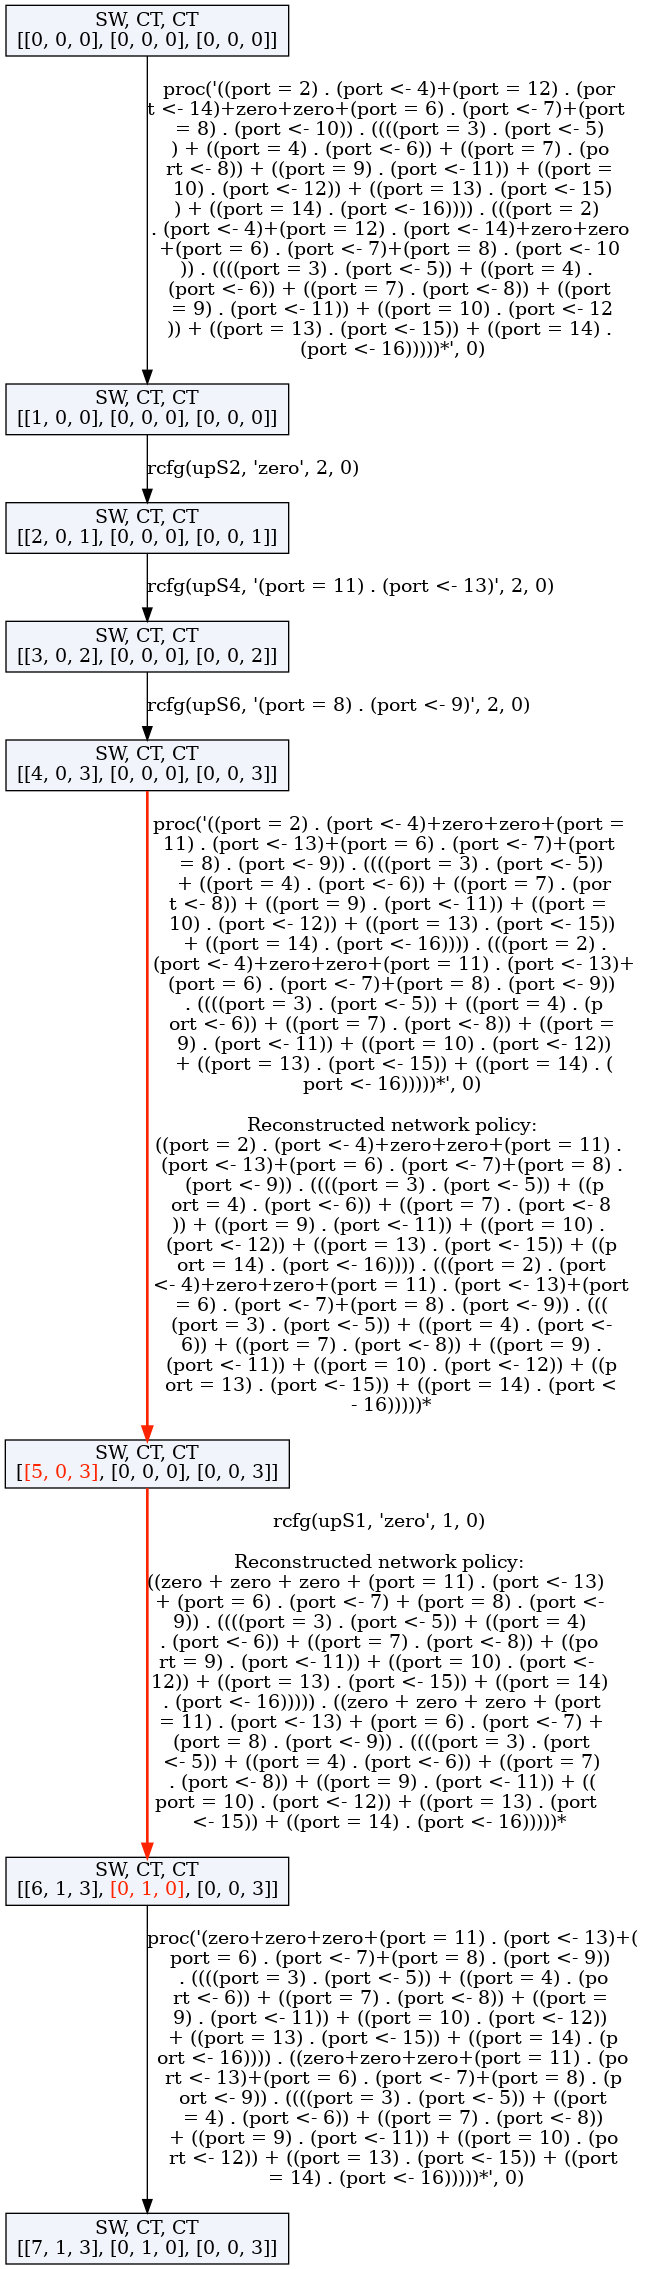 SW, CT, CT
[[0, 0, 0], [0, 0, 0], [0, 0, 0]]
proc('((port = 2) . (port <- 4)+(port = 12) . (por
t <- 14)+zero+zero+(port = 6) . (port <- 7)+(port
= 8) . (port <- 10)) . ((((port = 3) . (port <- 5)
) + ((port = 4) . (port <- 6)) + ((port = 7) . (po
rt <- 8)) + ((port = 9) . (port <- 11)) + ((port =
10) . (port <- 12)) + ((port = 13) . (port <- 15)
) + ((port = 14) . (port <- 16)))) . (((port = 2)
. (port <- 4)+(port = 12) . (port <- 14)+zero+zero
+(port = 6) . (port <- 7)+(port = 8) . (port <- 10
)) . ((((port = 3) . (port <- 5)) + ((port = 4) .
(port <- 6)) + ((port = 7) . (port <- 8)) + ((port
= 9) . (port <- 11)) + ((port = 10) . (port <- 12
)) + ((port = 13) . (port <- 15)) + ((port = 14) .
(port <- 16)))))*', 0)
SW, CT, CT
[[1, 0, 0], [0, 0, 0], [0, 0, 0]]
rcfg(upS2, 'zero', 2, 0)
SW, CT, CT
[[2, 0, 1], [0, 0, 0], [0, 0, 1]]
rcfg(upS4, '(port = 11) . (port <- 13)', 2, 0)
SW, CT, CT
[[3, 0, 2], [0, 0, 0], [0, 0, 2]]
rcfg(upS6, '(port = 8) . (port <- 9)', 2, 0)
SW, CT, CT
[[4, 0, 3], [0, 0, 0], [0, 0, 3]]
proc('((port = 2) . (port <- 4)+zero+zero+(port =
11) . (port <- 13)+(port = 6) . (port <- 7)+(port
= 8) . (port <- 9)) . ((((port = 3) . (port <- 5))
+ ((port = 4) . (port <- 6)) + ((port = 7) . (por
t <- 8)) + ((port = 9) . (port <- 11)) + ((port =
10) . (port <- 12)) + ((port = 13) . (port <- 15))
+ ((port = 14) . (port <- 16)))) . (((port = 2) .
(port <- 4)+zero+zero+(port = 11) . (port <- 13)+
(port = 6) . (port <- 7)+(port = 8) . (port <- 9))
. ((((port = 3) . (port <- 5)) + ((port = 4) . (p
ort <- 6)) + ((port = 7) . (port <- 8)) + ((port =
9) . (port <- 11)) + ((port = 10) . (port <- 12))
+ ((port = 13) . (port <- 15)) + ((port = 14) . (
port <- 16)))))*', 0)
Reconstructed network policy:
((port = 2) . (port <- 4)+zero+zero+(port = 11) .
(port <- 13)+(port = 6) . (port <- 7)+(port = 8) .
(port <- 9)) . ((((port = 3) . (port <- 5)) + ((p
ort = 4) . (port <- 6)) + ((port = 7) . (port <- 8
)) + ((port = 9) . (port <- 11)) + ((port = 10) .
(port <- 12)) + ((port = 13) . (port <- 15)) + ((p
ort = 14) . (port <- 16)))) . (((port = 2) . (port
<- 4)+zero+zero+(port = 11) . (port <- 13)+(port
= 6) . (port <- 7)+(port = 8) . (port <- 9)) . (((
(port = 3) . (port <- 5)) + ((port = 4) . (port <-
6)) + ((port = 7) . (port <- 8)) + ((port = 9) .
(port <- 11)) + ((port = 10) . (port <- 12)) + ((p
ort = 13) . (port <- 15)) + ((port = 14) . (port <
- 16)))))*
SW, CT, CT
[[5, 0, 3], [0, 0, 0], [0, 0, 3]]
rcfg(upS1, 'zero', 1, 0)
Reconstructed network policy:
((zero + zero + zero + (port = 11) . (port <- 13)
+ (port = 6) . (port <- 7) + (port = 8) . (port <-
9)) . ((((port = 3) . (port <- 5)) + ((port = 4)
. (port <- 6)) + ((port = 7) . (port <- 8)) + ((po
rt = 9) . (port <- 11)) + ((port = 10) . (port <-
12)) + ((port = 13) . (port <- 15)) + ((port = 14)
. (port <- 16))))) . ((zero + zero + zero + (port
= 11) . (port <- 13) + (port = 6) . (port <- 7) +
(port = 8) . (port <- 9)) . ((((port = 3) . (port
<- 5)) + ((port = 4) . (port <- 6)) + ((port = 7)
. (port <- 8)) + ((port = 9) . (port <- 11)) + ((
port = 10) . (port <- 12)) + ((port = 13) . (port
<- 15)) + ((port = 14) . (port <- 16)))))*
SW, CT, CT
[[6, 1, 3], [0, 1, 0], [0, 0, 3]]
proc('(zero+zero+zero+(port = 11) . (port <- 13)+(
port = 6) . (port <- 7)+(port = 8) . (port <- 9))
. ((((port = 3) . (port <- 5)) + ((port = 4) . (po
rt <- 6)) + ((port = 7) . (port <- 8)) + ((port =
9) . (port <- 11)) + ((port = 10) . (port <- 12))
+ ((port = 13) . (port <- 15)) + ((port = 14) . (p
ort <- 16)))) . ((zero+zero+zero+(port = 11) . (po
rt <- 13)+(port = 6) . (port <- 7)+(port = 8) . (p
ort <- 9)) . ((((port = 3) . (port <- 5)) + ((port
= 4) . (port <- 6)) + ((port = 7) . (port <- 8))
+ ((port = 9) . (port <- 11)) + ((port = 10) . (po
rt <- 12)) + ((port = 13) . (port <- 15)) + ((port
= 14) . (port <- 16)))))*', 0)
SW, CT, CT
[[7, 1, 3], [0, 1, 0], [0, 0, 3]]